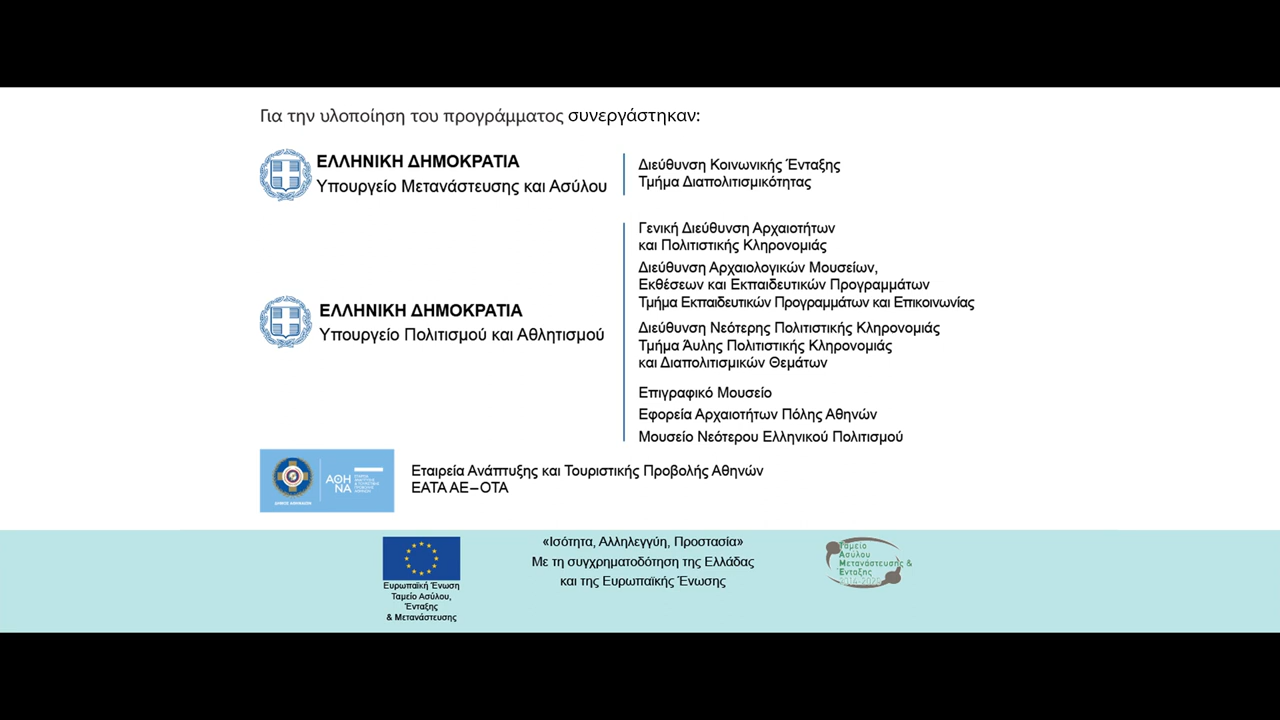 Για την υλοποίηση του προγράμματος συνεργάστηκαν:
ΕΛΛΗΝΙΚΗ ΔΗΜΟΚΡΑΤΙΑ
Υπουργείο Μετανάστευσης και Ασύλου
Διεύθυνση Κοινωνικής Ένταξης
Τμήμα Διαπολιτισμικότητας
ΕΛΛΗΝΙΚΗ ΔΗΜΟΚΡΑΤΙΑ
Υπουργείο Πολιτισμού και Αθλητισμού
Γενική Διεύθυνση Αρχαιοτήτων
και Πολιτιστικής Κληρονομιάς
Διεύθυνση Αρχαιολογικών Μουσείων,
Εκθέσεων και Εκπαιδευτικών Προγραμμάτων
Τμήμα Εκπαιδευτικών Προγραμμάτων και Επικοινωνίας
Διεύθυνση Νεότερης Πολιτιστικής Κληρονομιάς
Τμήμα Άυλης Πολιτιστικής Κληρονομιάς
και Διαπολιτισμικών Θεμάτων
Επιγραφικό Μουσείο
Εφορεία Αρχαιοτήτων Πόλης Αθηνών
Μουσείο Νεότερου Ελληνικού Πολιτισμού
ΔΗΜΟΣ ΑΘΗΝΑΙΩΝ
ΑΘΗ
ΝΑ
Εταιρεία Ανάπτυξης και Τουριστικής Προβολής Αθηνών
ΕΑΤΑ ΑΕ–ΟΤΑ
Ευρωπαϊκή Ένωση
Ταμείο Ασύλου,
Ένταξης
& Μετανάστευσης
«Ισότητα, Αλληλεγγύη, Προστασία»
Με τη συγχρηματοδότηση της Ελλάδας
και της Ευρωπαϊκής Ένωσης
Ταμείο
Ασύλου
Μετανάστευσης &
Ένταξης
2014-2020